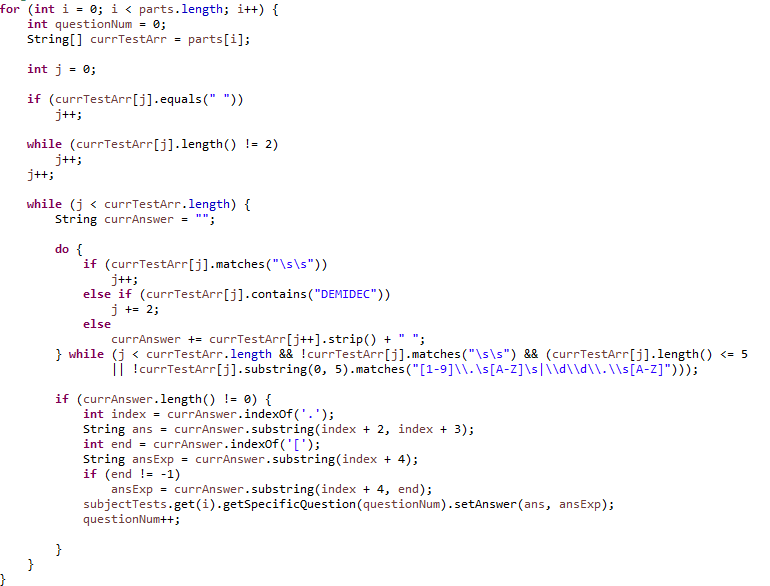 for (int i = 0; i < parts.length; i++) {
int questionNum = 0;
String[] currTestArr = parts[i];
int j = 0;
if (currTestArr[j].equals(" "))
j++;
while (currTestArr[j].length() != 2)
j++;
j++;
while (j < currTestArr.length) {
String currAnswer = "";
do {
if (currTestArr[j].matches("\s\s"))
j++;
else if (currTestArr[j].contains("DEMIDEC"))
j += 2;
else
currAnswer += currTestArr[j++].strip() + " ";
} while (j < currTestArr.length && !currTestArr[j].matches("\s\s") && (currTestArr[j].length() <= 5
|| !currTestArr[j].substring(0, 5).matches("[1-9]\\.\s[A-Z]\s|\\d\\d\\.\\s[A-Z]")));
if (currAnswer.length() != 0) {
int index = currAnswer.indexOf('.');
String ans = currAnswer.substring(index + 2, index + 3);
int end = currAnswer.indexOf('[');
String ansExp = currAnswer.substring(index + 4);
if (end != -1)
ansExp = currAnswer.substring(index + 4, end);
subjectTests.get(i).getSpecificQuestion(questionNum).setAnswer(ans, ansExp);
questionNum++;
}
}
}